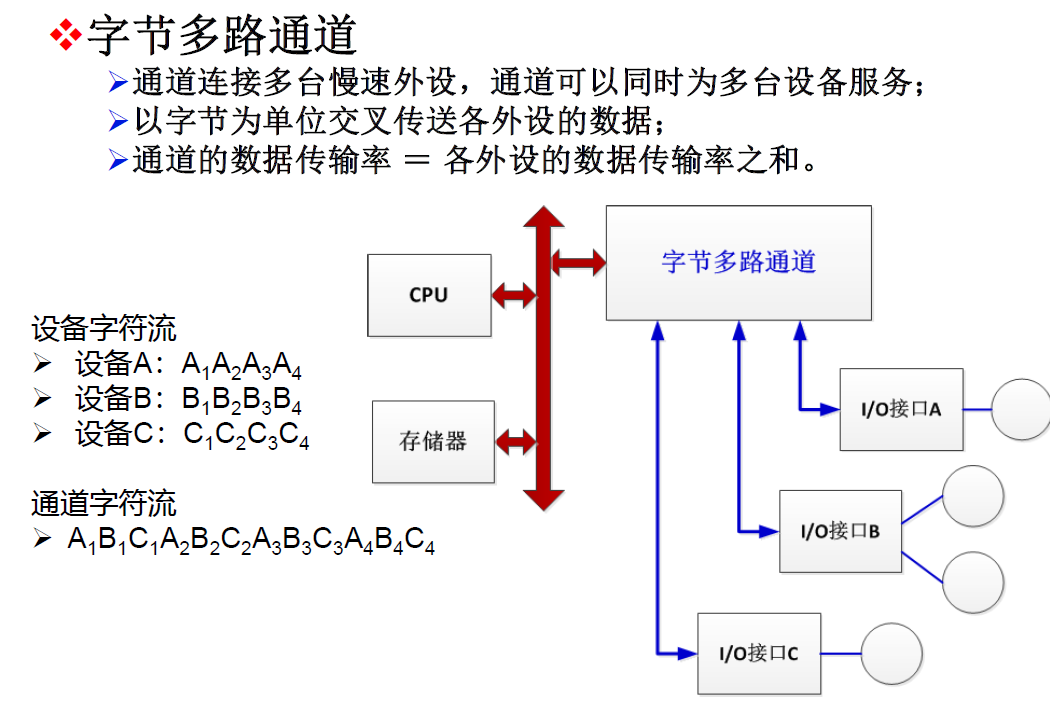 字节多路通道
通道连接多台慢速外设，通道可以同时为多台设备服务；
以字节为单位交叉传送各外设的数据；
通道的数据传输率 ＝ 各外设的数据传输率之和。
字节多路通道
CPU
设备字符流
设备A：A₁A₂A₃A₄
设备B：B₁B₂B₃B₄
设备C：C₁C₂C₃C₄
I/O接口A
存储器
通道字符流
A₁B₁C₁A₂B₂C₂A₃B₃C₃A₄B₄C₄
I/O接口B
I/O接口C